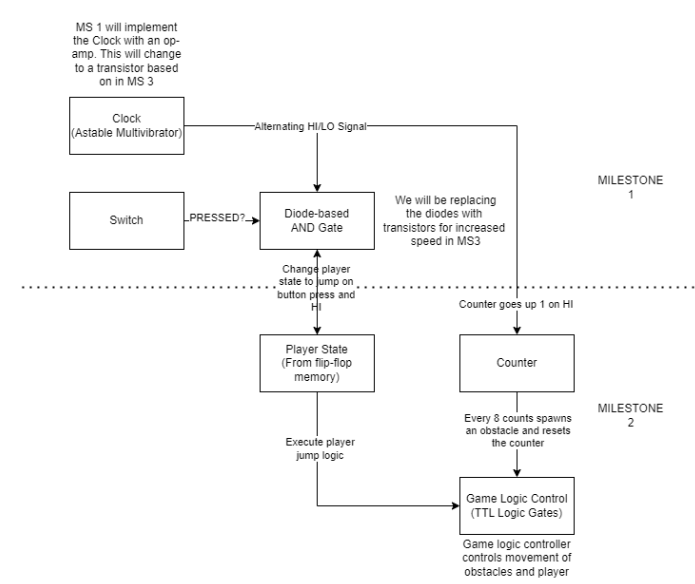 MS 1 will implement
the Clock with an op-
amp. This will change
to a transistor based
on in MS 3
Clock
(Astable Multivibrator)
Alternating HI/LO Signal
MILESTONE
1
Switch
PRESSED?
Diode-based
AND Gate
We will be replacing
the diodes with
transistors for increased
speed in MS3
Change player
state to jump on
button press and
HI
Counter goes up 1 on HI
Player State
(From flip-flop
memory)
Counter
MILESTONE
2
Every 8 counts spawns
an obstacle and resets
the counter
Execute player
jump logic
Game Logic Control
(TTL Logic Gates)
Game logic controller
controls movement of
obstacles and player